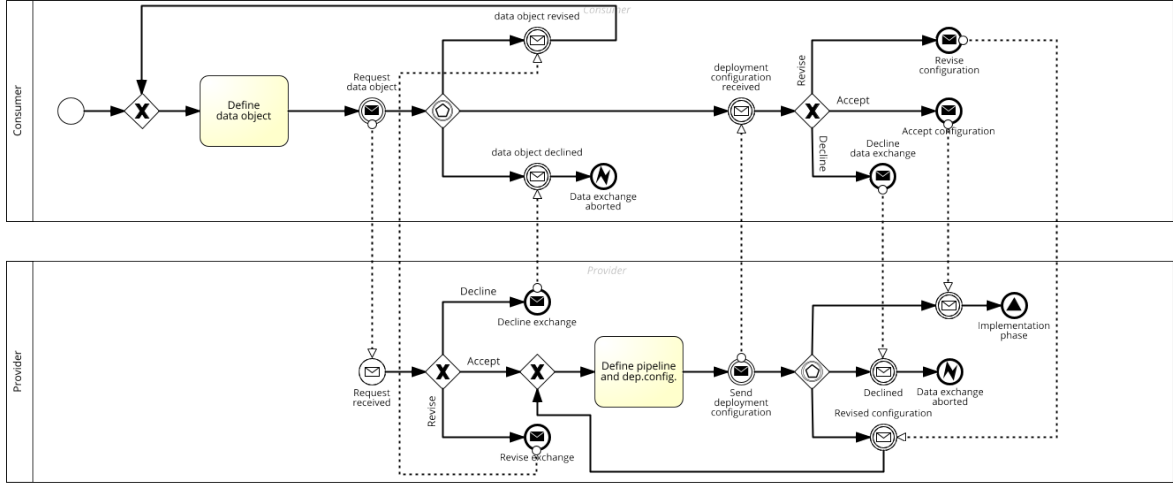 Consumer
Consumer
data object revised
Request
data object
Define
data object
deployment
configuration
received
Revise
Revise
configuration
Accept
Accept configuration
Decline
Decline
data exchange
data object declined
Data exchange
aborted
Provider
Provider
Decline
Decline exchange
Accept
Request
received
Revise
Revise exchange
Define pipeline
and dep.config.
Send
deployment
configuration
Implementation
phase
Declined
Data exchange
aborted
Revised configuration